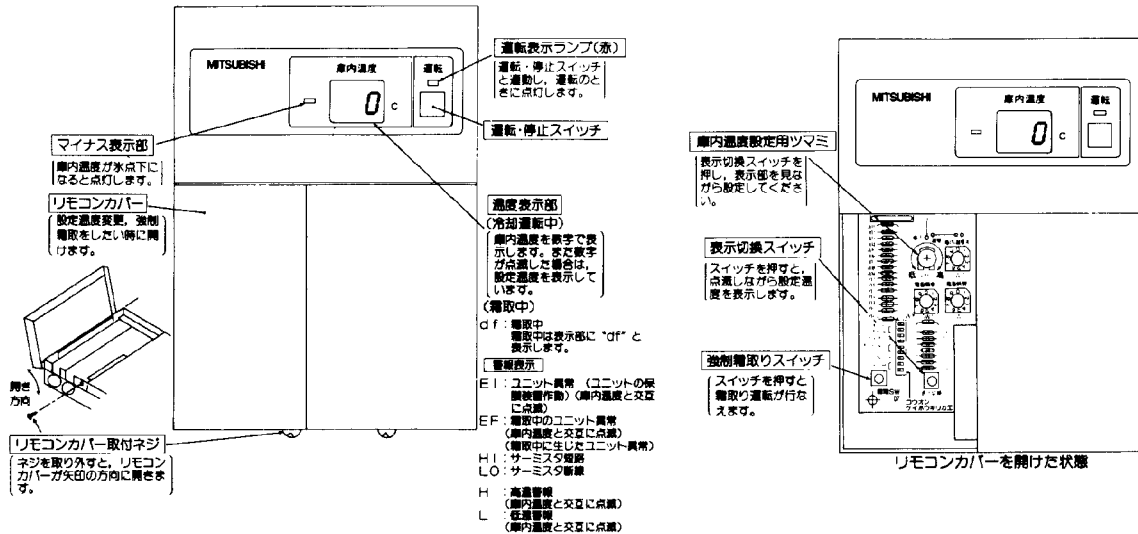 MITSUBISHI
庫内温度
運転
0 c
運転表示ランプ(赤)
運転・停止スイッチ
と連動し、運転のと
きに点灯します。
運転・停止スイッチ
マイナス表示部
庫内温度が氷点下に
なると点灯します。
リモコンカバー
設定温度変更、強制
霜取をしたい時に開
けます。
開き
方向
リモコンカバー取付ネジ
ネジを取り外すと、リモコン
カバーが矢印の方向に開きま
す。
温度表示部
(冷却運転中)
庫内温度を数字で表
示します。また数字
が点滅した場合は、
設定温度を表示して
います。
(霜取中)
df:霜取中
霜取中は表示部に “df” と
表示します。
警報表示
E1:ユニット異常 (ユニットの保
護装置作動) (庫内温度と交互
に点滅)
EF:霜取中のユニット異常
(庫内温度と交互に点滅)
(霜取中に生じたユニット異常)
HI:サーミスタ短絡
LO:サーミスタ断線
H :高温警報
(庫内温度と交互に点滅)
L :低温警報
(庫内温度と交互に点滅)
MITSUBISHI
庫内温度
運転
0 c
庫内温度設定用ツマミ
表示切換スイッチを
押し、表示部を見な
がら設定してくださ
い。
表示切換スイッチ
スイッチを押すと、
点滅しながら設定温
度を表示します。
強制霜取りスイッチ
スイッチを押すと
霜取り運転が行な
えます。
低 高
霜取SW
コウオン
ケイホウキリカエ
リモコンカバーを開けた状態